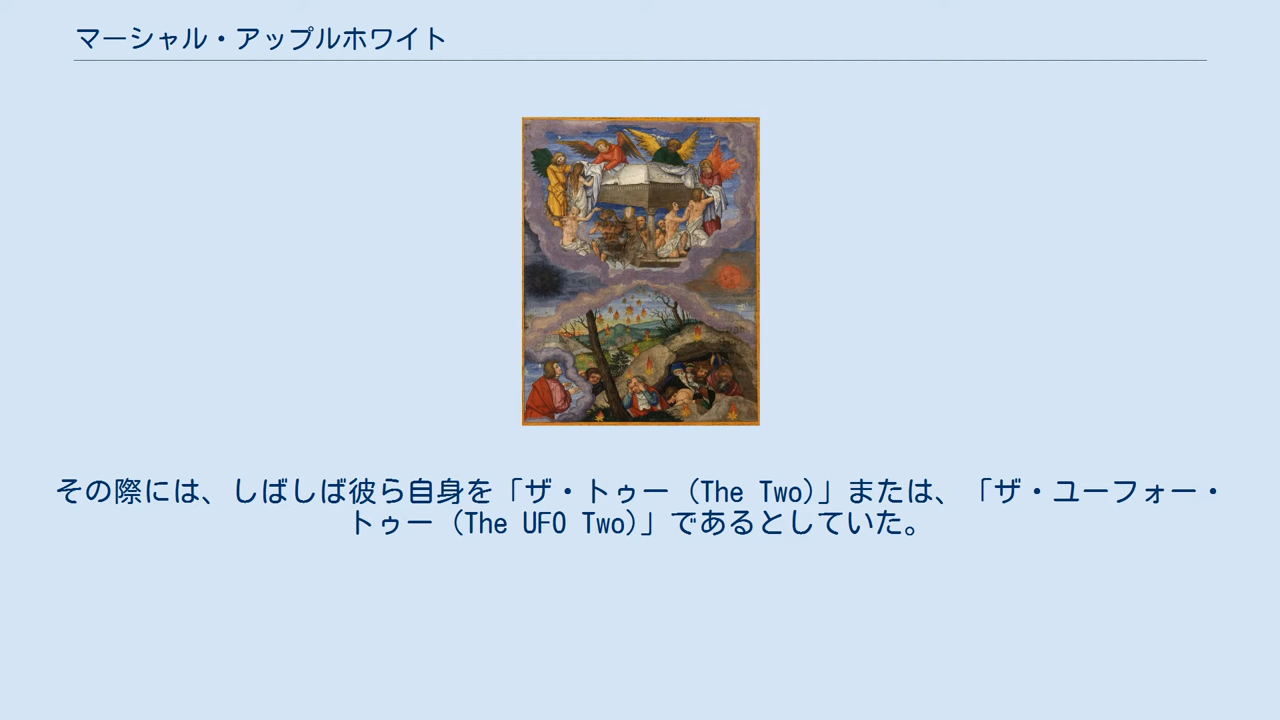 マーシャル・アップルホワイト
その際には、しばしば彼ら自身を「ザ・トゥー (The Two)」または、「ザ・ユーフォー・
トゥー (The UFO Two)」であるとしていた。